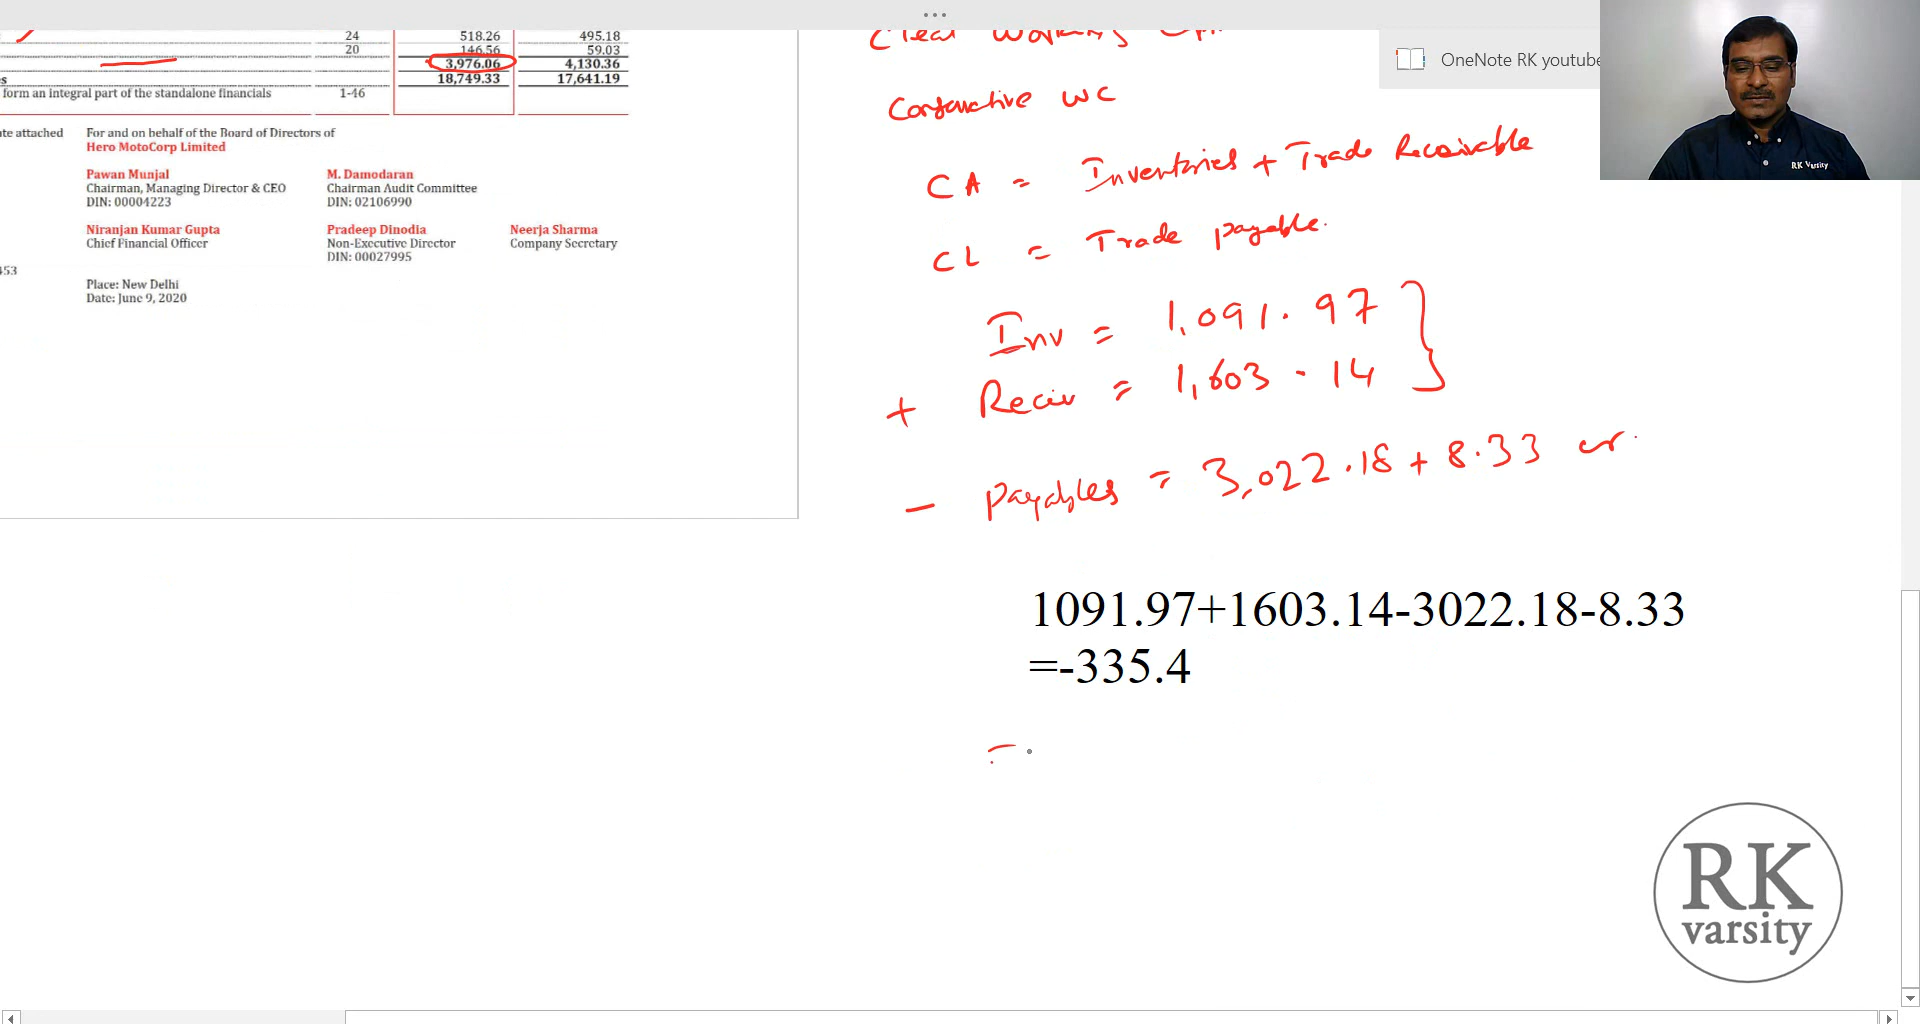 24 518.26 495.18
20 146.56 59.03
3,976.06 4,130.36
s 18,749.33 17,641.19
form an integral part of the standalone financials 1-46
te attached For and on behalf of the Board of Directors of
Hero MotoCorp Limited
Pawan Munjal M. Damodaran
Chairman, Managing Director & CEO Chairman Audit Committee
DIN: 00004223 DIN: 02106990
Niranjan Kumar Gupta Pradeep Dinodia Neerja Sharma
Chief Financial Officer Non-Executive Director Company Secretary
DIN: 00027995
453
Place: New Delhi
Date: June 9, 2020
Working
WC
CA = Inventories + Trade Receivable
CL = Trade payable.
Inv = 1,091.97
+ Reciv = 1,603.14
- Payables = 3,022.18 + 8.33 cr.
1091.97+1603.14-3022.18-8.33
=-335.4
OneNote RK youtube
RK Varsity
RK
varsity